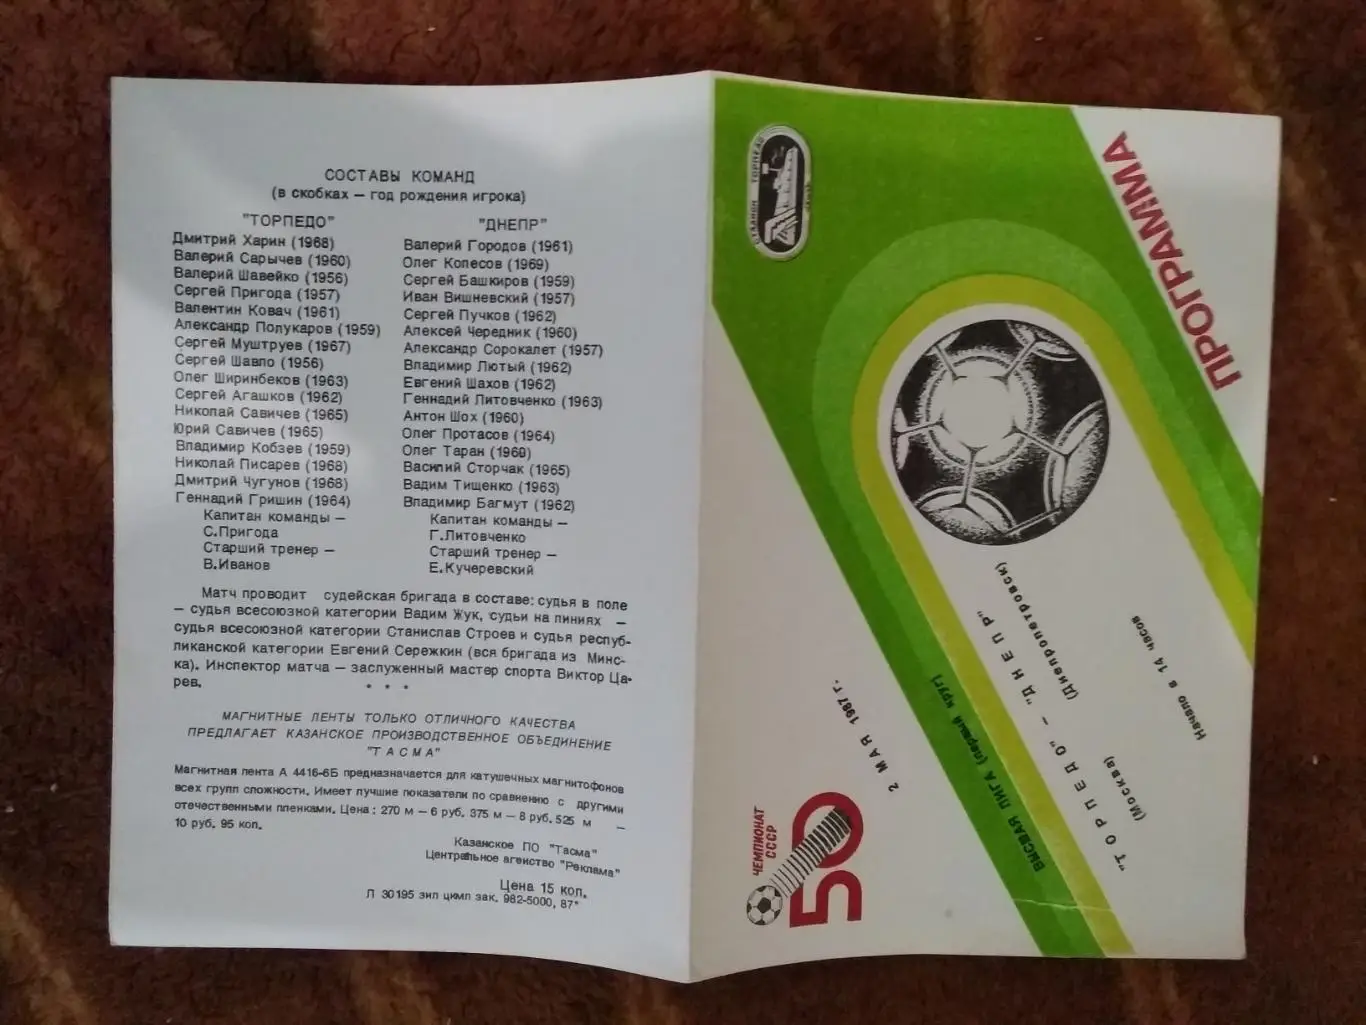 СОСТАВЫ КОМАНД
(в скобках — год рождения игрока)
"ТОРПЕДО"
Дмитрий Харин (1968)
Валерий Сарычев (1960)
Валерий Шавейко (1956)
Сергей Пригода (1957)
Валентин Ковач (1961)
Александр Полукаров (1959)
Сергей Муштруев (1967)
Сергей Шавло (1956)
Олег Ширинбеков (1963)
Сергей Агашков (1962)
Николай Савичев (1965)
Юрий Савичев (1965)
Владимир Кобзев (1959)
Николай Писарев (1968)
Дмитрий Чугунов (1968)
Геннадий Гришин (1964)
Капитан команды —
С.Пригода
Старший тренер —
В.Иванов
"ДНЕПР"
Валерий Городов (1961)
Олег Колесов (1969)
Сергей Башкиров (1959)
Иван Вишневский (1957)
Сергей Пучков (1962)
Алексей Чередник (1960)
Александр Сорокалет (1957)
Владимир Лютый (1962)
Евгений Шахов (1962)
Геннадий Литовченко (1963)
Антон Шох (1960)
Олег Протасов (1964)
Олег Таран (1960)
Василий Сторчак (1965)
Вадим Тищенко (1963)
Владимир Багмут (1962)
Капитан команды —
Г.Литовченко
Старший тренер —
Е.Кучеревский
Матч проводит судейская бригада в составе: судья в поле
— судья всесоюзной категории Вадим Жук, судьи на линиях —
судья всесоюзной категории Станислав Строев и судья респуб-
ликанской категории Евгений Сережкин (вся бригада из Минс-
ка). Инспектор матча — заслуженный мастер спорта Виктор Ца-
рев.
* * *
МАГНИТНЫЕ ЛЕНТЫ ТОЛЬКО ОТЛИЧНОГО КАЧЕСТВА
ПРЕДЛАГАЕТ КАЗАНСКОЕ ПРОИЗВОДСТВЕННОЕ ОБЪЕДИНЕНИЕ
"ТАСМА"
Магнитная лента А 4416-6Б предназначается для катушечных магнитофонов
всех групп сложности. Имеет лучшие показатели по сравнению с другими
отечественными пленками. Цена : 270 м — 6 руб. 375 м — 8 руб. 525 м —
10 руб. 95 коп.
Казанское ПО "Тасма"
Центральное агенство "Реклама"
Цена 15 коп.
Л 30195 зип цимп зак. 982-5000, 87*
ПРОГРАММА
СТАДИОН ТОРПЕДО
50
ЧЕМПИОНАТ
СССР
2 МАЯ 1987 г.
ВЫСШАЯ ЛИГА (первый круг)
"ТОРПЕДО" — "ДНЕПР"
(Москва) (Днепропетровск)
Начало в 14 часов